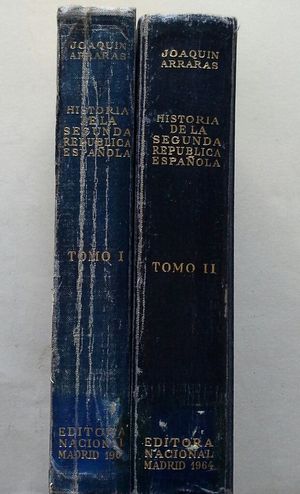 JOAQUIN
ARRARAS
HISTORIA
DE LA
SEGUNDA
REPUBLICA
ESPAÑOLA
TOMO I
EDITORA
NACIONAL
MADRID
JOAQUIN
ARRARAS
HISTORIA
DE LA
SEGUNDA
REPUBLICA
ESPAÑOLA
TOMO II
EDITORA
NACIONAL
MADRID 1964